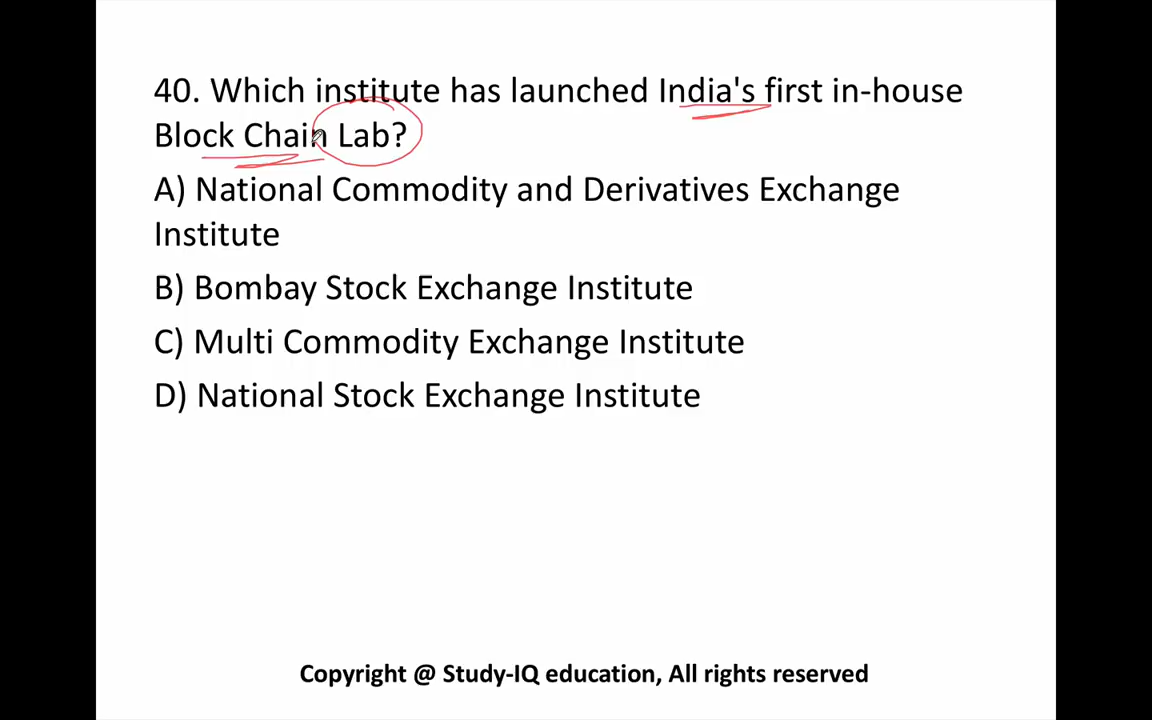 40. Which institute has launched India's first in-house
Block Chain Lab?
A) National Commodity and Derivatives Exchange
Institute
B) Bombay Stock Exchange Institute
C) Multi Commodity Exchange Institute
D) National Stock Exchange Institute
Copyright @ Study-IQ education, All rights reserved